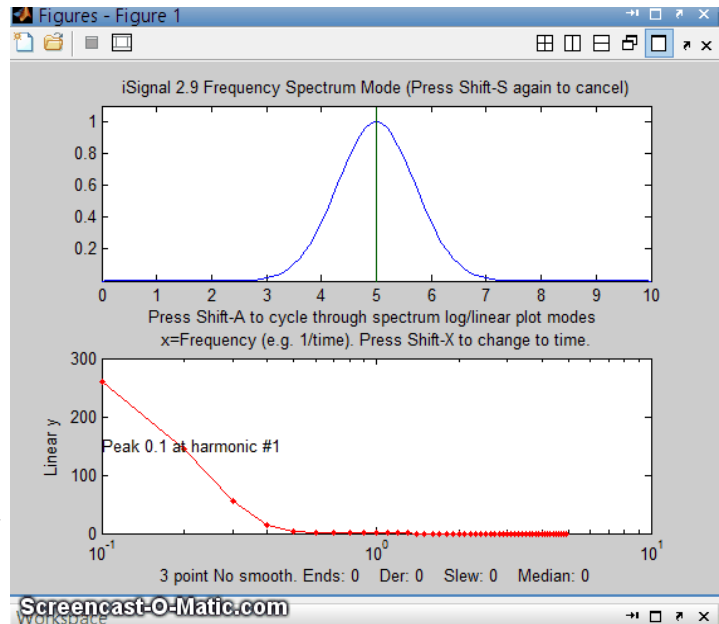 Figures - Figure 1
iSignal 2.9 Frequency Spectrum Mode (Press Shift-S again to cancel)
1
0.8
0.6
0.4
0.2
0 1 2 3 4 5 6 7 8 9 10
Press Shift-A to cycle through spectrum log/linear plot modes
x=Frequency (e.g. 1/time). Press Shift-X to change to time.
300
200
100
0
Linear y
Peak 0.1 at harmonic #1
10^-1 10^0 10^1
3 point No smooth. Ends: 0 Der: 0 Slew: 0 Median: 0
Screencast-O-Matic.com
Workspace